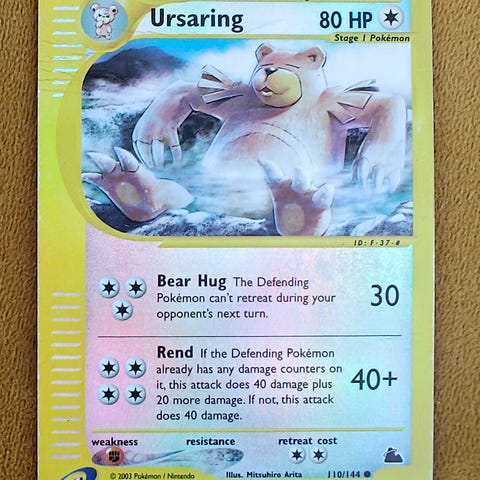 Ursaring 80 HP
Stage 1 Pokémon
ID: F-37-#
Bear Hug The Defending
Pokémon can't retreat during your
opponent's next turn.
30
Rend If the Defending Pokémon
already has any damage counters on
it, this attack does 40 damage plus
20 more damage. If not, this attack
does 40 damage.
40+
weakness resistance retreat cost
© 2003 Pokémon / Nintendo Illus. Mitsuhiro Arita 110/144